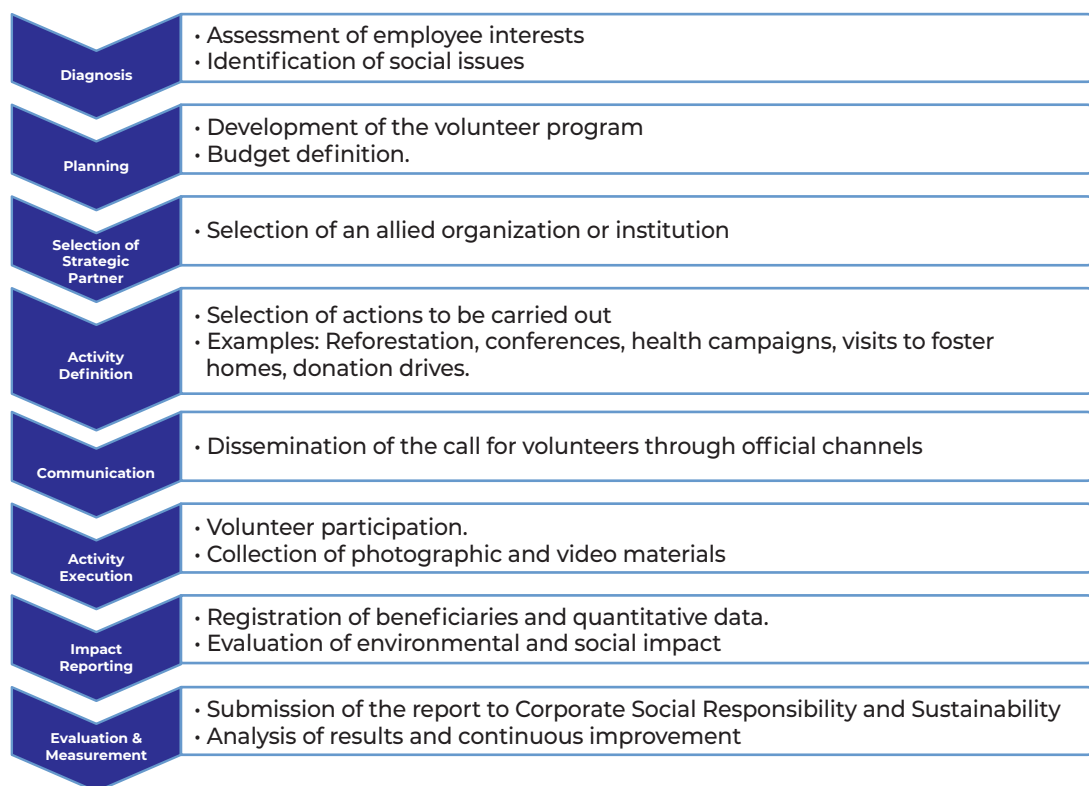 Diagnosis
• Assessment of employee interests
• Identification of social issues
Planning
• Development of the volunteer program
• Budget definition.
Selection of
Strategic
Partner
• Selection of an allied organization or institution
Activity
Definition
• Selection of actions to be carried out
• Examples: Reforestation, conferences, health campaigns, visits to foster
homes, donation drives.
Communication
• Dissemination of the call for volunteers through official channels
Activity
Execution
• Volunteer participation.
• Collection of photographic and video materials
Impact
Reporting
• Registration of beneficiaries and quantitative data.
• Evaluation of environmental and social impact
Evaluation &
Measurement
• Submission of the report to Corporate Social Responsibility and Sustainability
• Analysis of results and continuous improvement